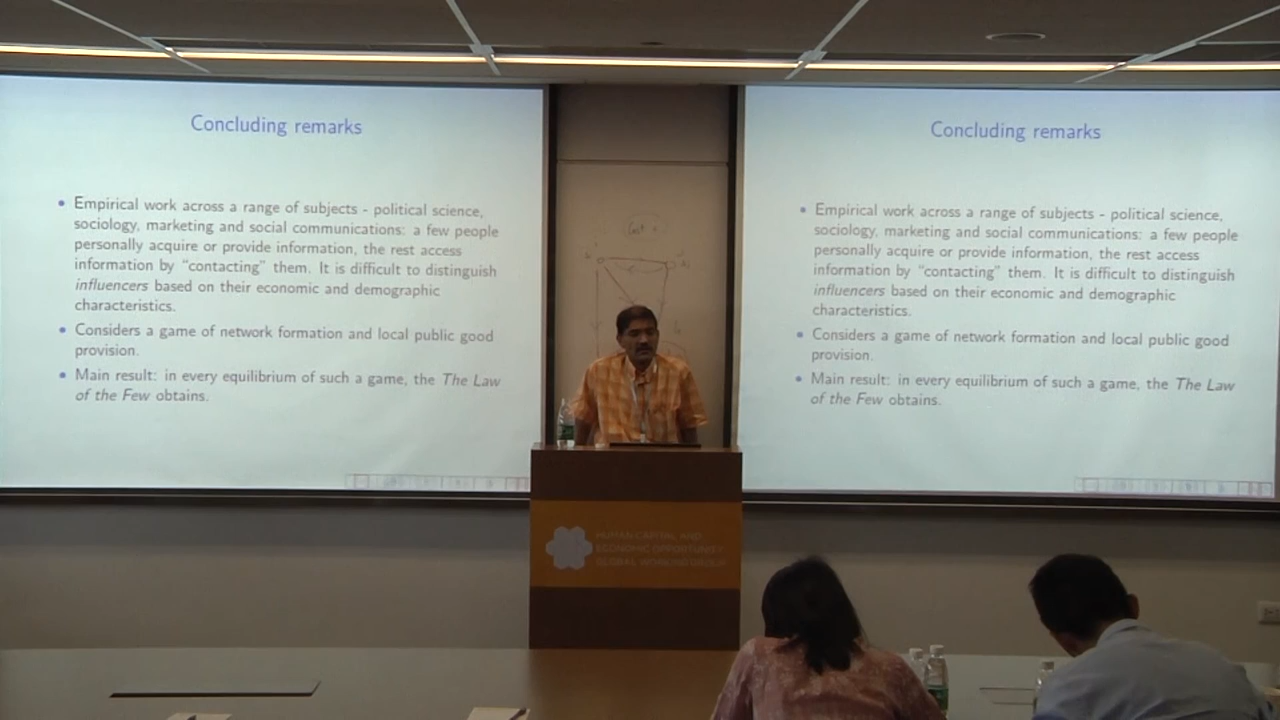 Concluding remarks
• Empirical work across a range of subjects - political science,
sociology, marketing and social communications: a few people
personally acquire or provide information, the rest access
information by “contacting” them. It is difficult to distinguish
influencers based on their economic and demographic
characteristics.
• Considers a game of network formation and local public good
provision.
• Main result: in every equilibrium of such a game, the The Law
of the Few obtains.
Concluding remarks
• Empirical work across a range of subjects - political science,
sociology, marketing and social communications: a few people
personally acquire or provide information, the rest access
information by “contacting” them. It is difficult to distinguish
influencers based on their economic and demographic
characteristics.
• Considers a game of network formation and local public good
provision.
• Main result: in every equilibrium of such a game, the The Law
of the Few obtains.
HUMAN CAPITAL AND
ECONOMIC OPPORTUNITY
GLOBAL WORKING GROUP